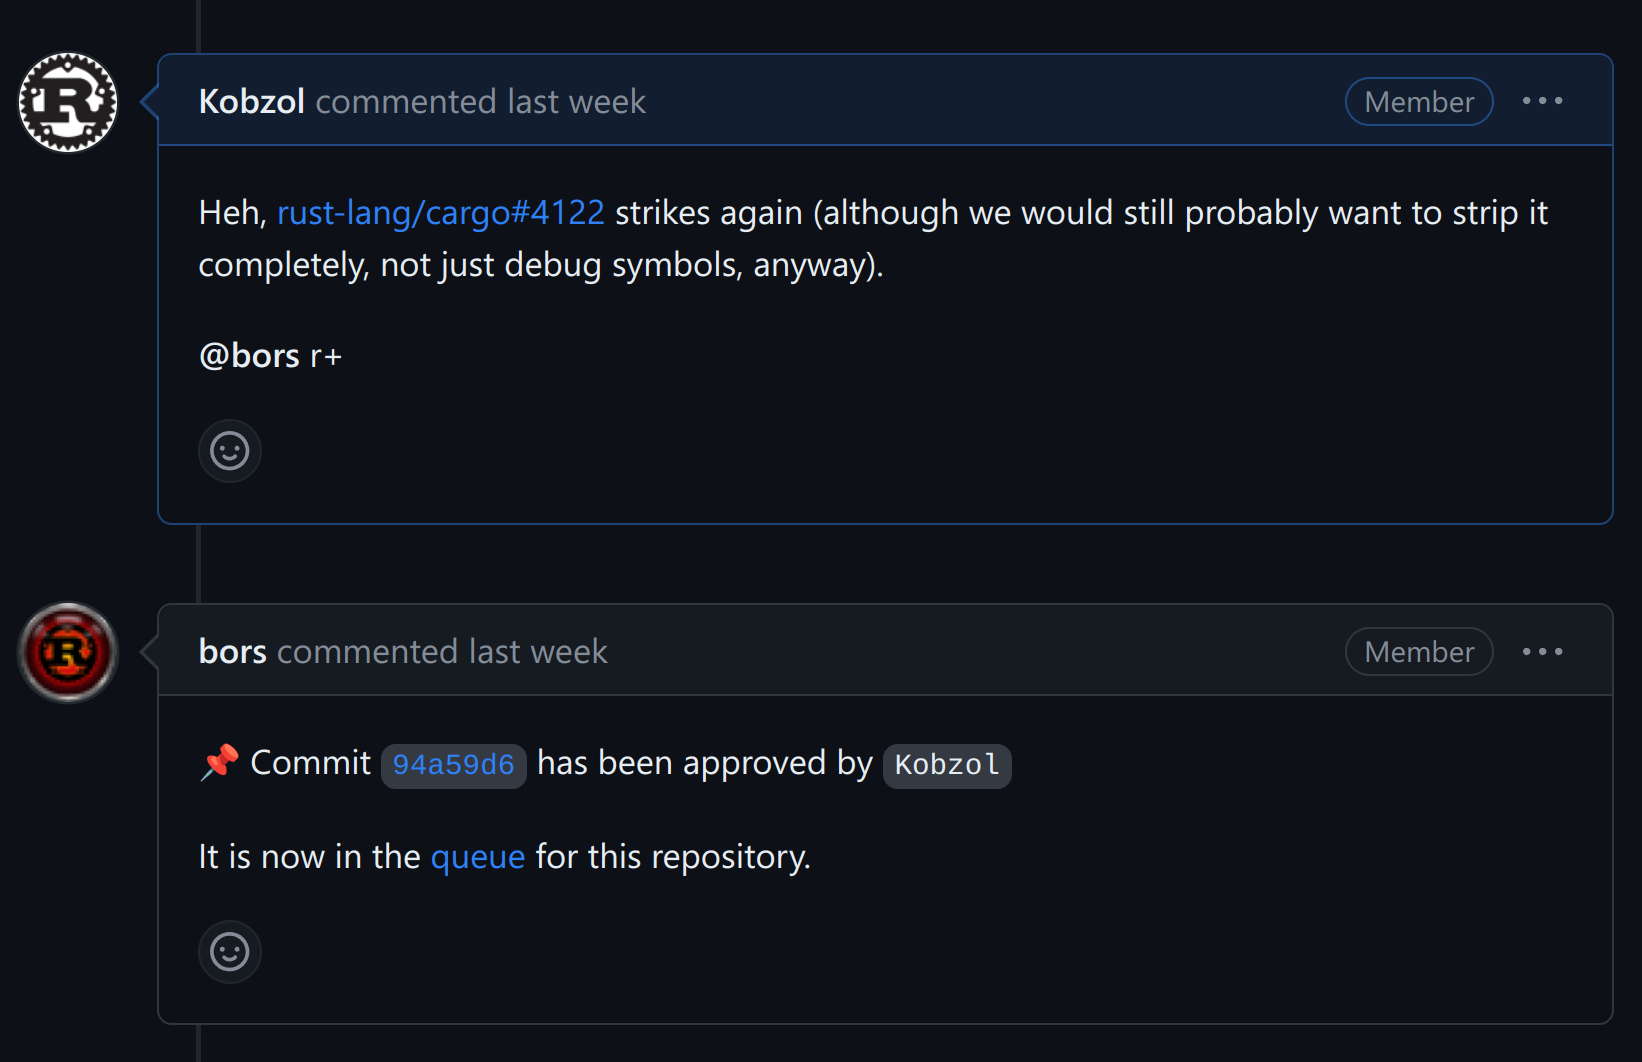 Kobzol commented last week
Member
Heh, rust-lang/cargo#4122 strikes again (although we would still probably want to strip it
completely, not just debug symbols, anyway).
@bors r+
bors commented last week
Member
📌 Commit 94a59d6 has been approved by Kobzol
It is now in the queue for this repository.